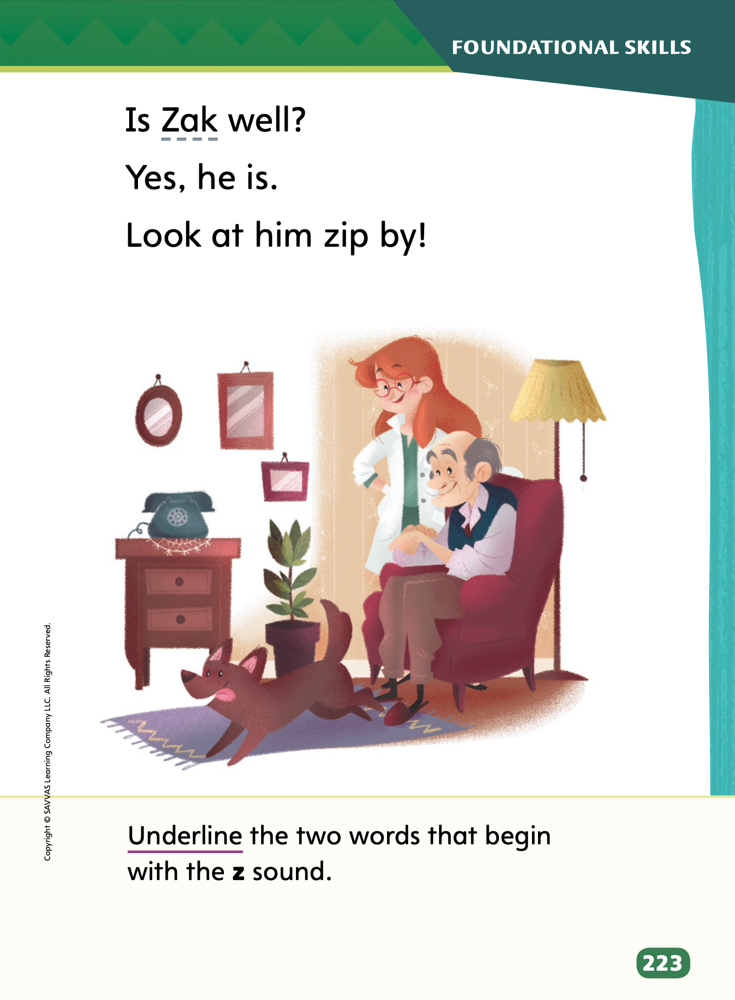 FOUNDATIONAL SKILLS
Is Zak well?
Yes, he is.
Look at him zip by!
Copyright © SAVVAS Learning Company LLC. All Rights Reserved.
Underline the two words that begin
with the z sound.
223